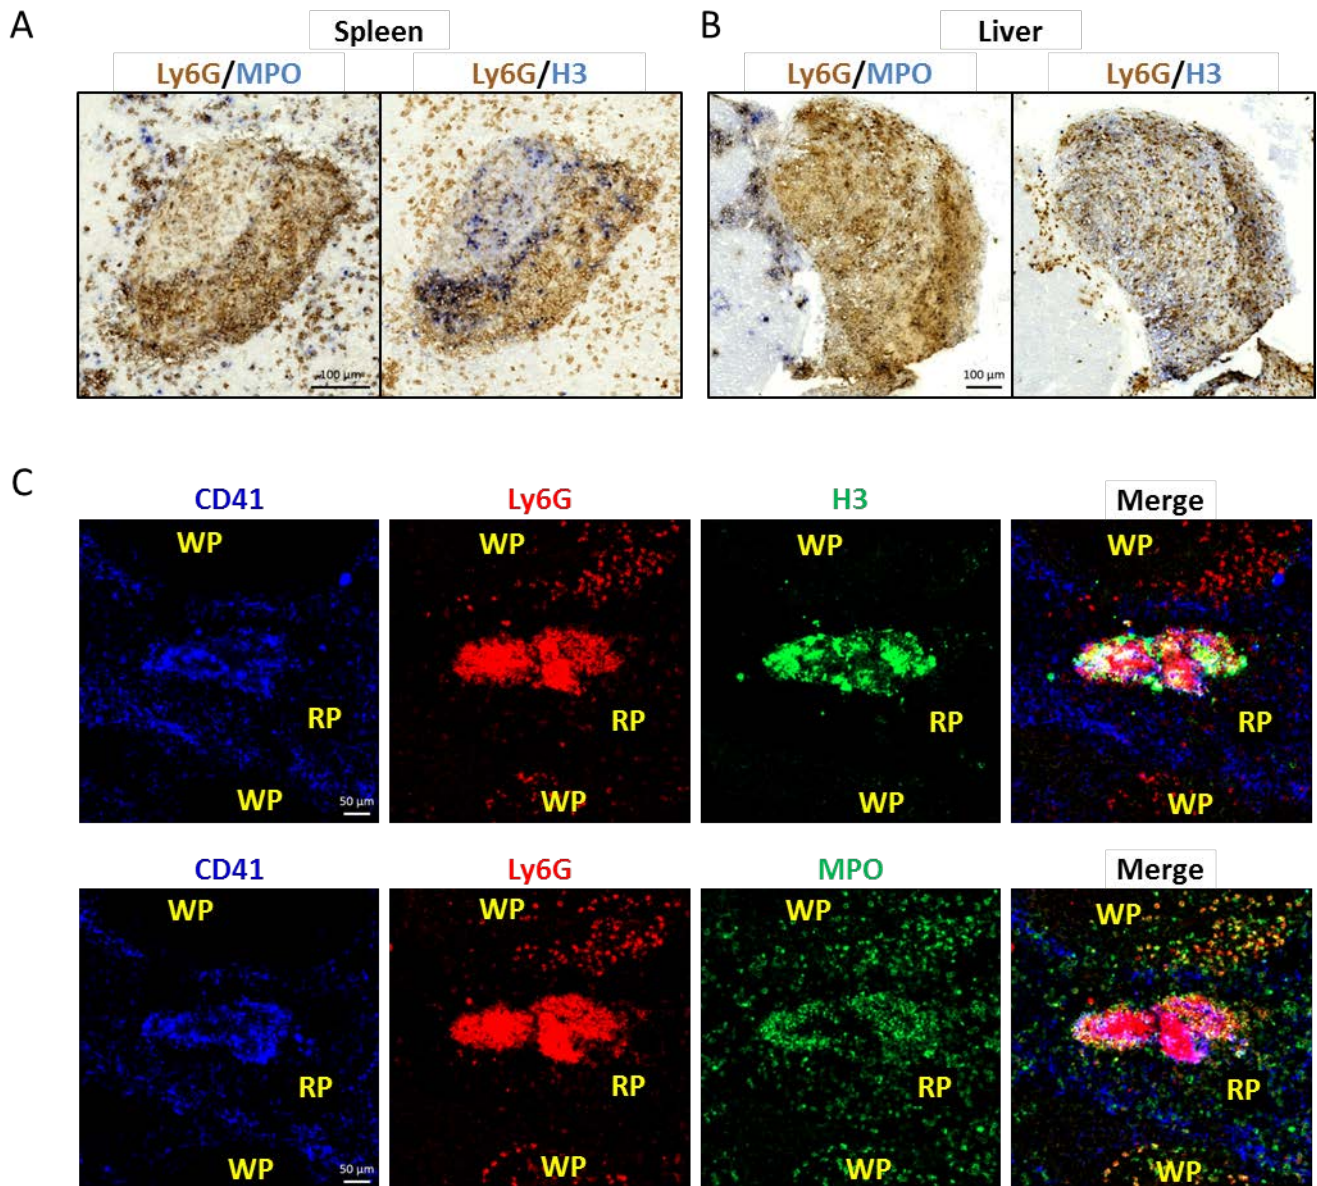 A
Spleen
Ly6G/MPO
Ly6G/H3
100 µm
B
Liver
Ly6G/MPO
Ly6G/H3
100 µm
C
CD41
Ly6G
H3
Merge
WP
WP
WP
WP
RP
RP
RP
RP
WP
WP
WP
WP
50 µm
CD41
Ly6G
MPO
Merge
WP
WP
WP
WP
RP
RP
RP
RP
WP
WP
WP
WP
50 µm